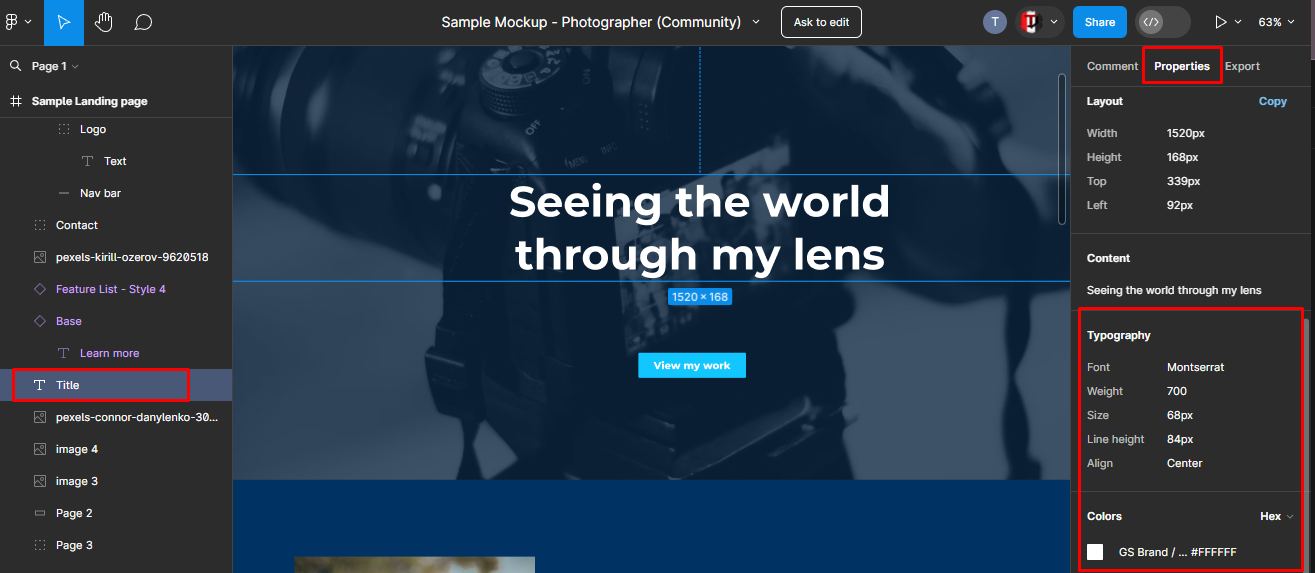 Sample Mockup - Photographer (Community)
Ask to edit
T
Share
</>
63%
Page 1
Sample Landing page
Logo
Text
Nav bar
Contact
pexels-kirill-ozerov-9620518
Feature List - Style 4
Base
Learn more
Title
pexels-connor-danylenko-30...
image 4
image 3
Page 2
Page 3
OFF
MENU
INFO
Seeing the world
through my lens
1520 × 168
View my work
Comment Properties Export
Layout Copy
Width 1520px
Height 168px
Top 339px
Left 92px
Content
Seeing the world through my lens
Typography
Font Montserrat
Weight 700
Size 68px
Line height 84px
Align Center
Colors Hex
GS Brand / ... #FFFFFF